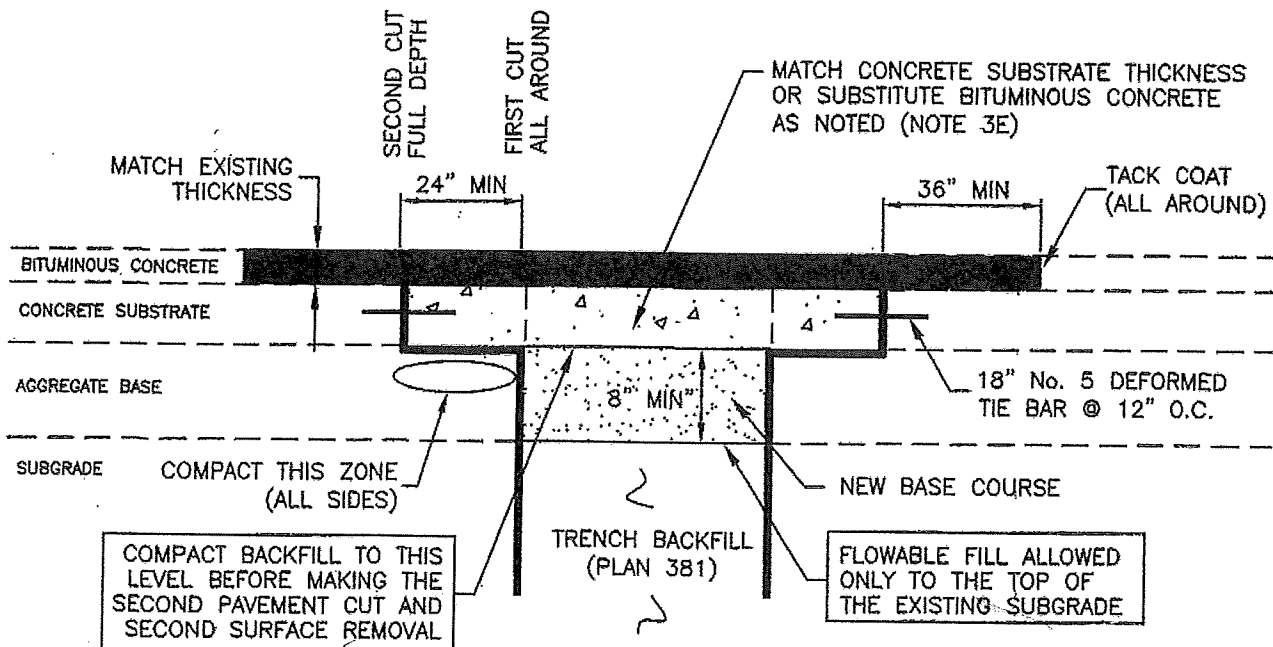 SECOND CUT
FULL DEPTH
FIRST CUT
ALL AROUND
MATCH CONCRETE SUBSTRATE THICKNESS
OR SUBSTITUTE BITUMINOUS CONCRETE
AS NOTED (NOTE 3E)
MATCH EXISTING
THICKNESS
24" MIN
36" MIN
TACK COAT
(ALL AROUND)
BITUMINOUS CONCRETE
CONCRETE SUBSTRATE
AGGREGATE BASE
8" MIN"
18" No. 5 DEFORMED
TIE BAR @ 12" O.C.
SUBGRADE
COMPACT THIS ZONE
(ALL SIDES)
NEW BASE COURSE
COMPACT BACKFILL TO THIS
LEVEL BEFORE MAKING THE
SECOND PAVEMENT CUT AND
SECOND SURFACE REMOVAL
TRENCH BACKFILL
(PLAN 381)
FLOWABLE FILL ALLOWED
ONLY TO THE TOP OF
THE EXISTING SUBGRADE